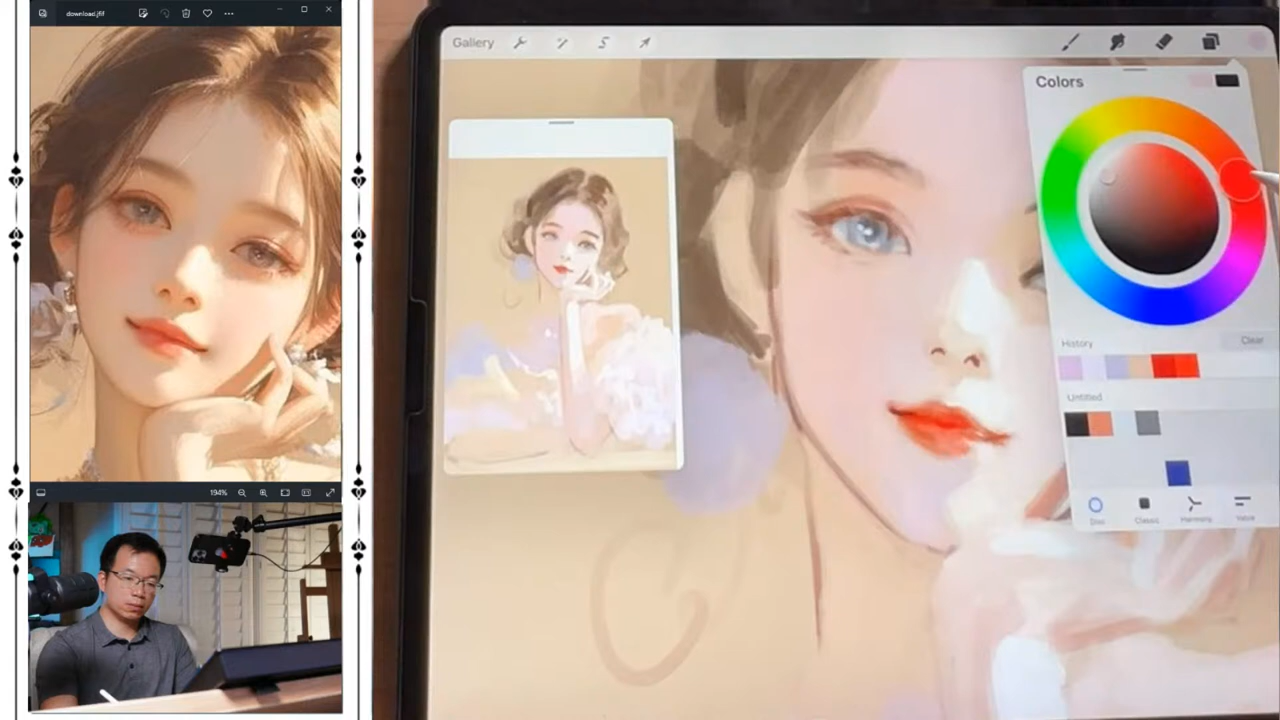 download.jfif
194%
Gallery
Colors
History
Clear
Untitled
Disc
Classic
Harmony
Value